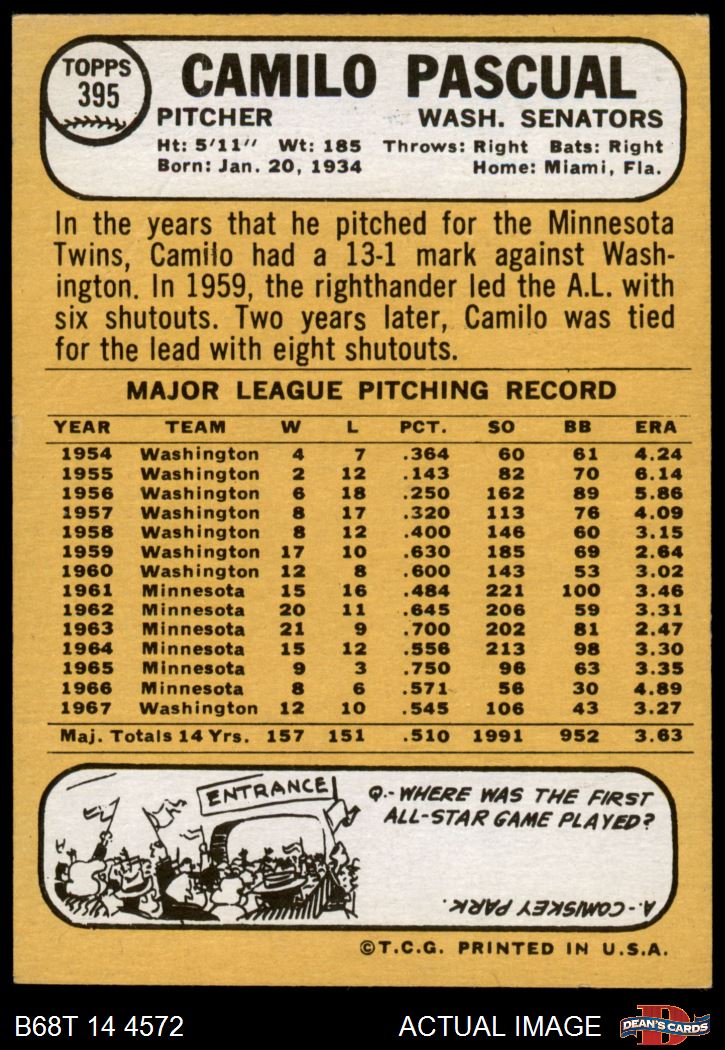 TOPPS
395
CAMILO PASCUAL
PITCHER WASH. SENATORS
Ht: 5'11" Wt: 185 Throws: Right Bats: Right
Born: Jan. 20, 1934 Home: Miami, Fla.
In the years that he pitched for the Minnesota
Twins, Camilo had a 13-1 mark against Wash-
ington. In 1959, the righthander led the A.L. with
six shutouts. Two years later, Camilo was tied
for the lead with eight shutouts.
MAJOR LEAGUE PITCHING RECORD
YEAR TEAM W L PCT. SO BB ERA
1954 Washington 4 7 .364 60 61 4.24
1955 Washington 2 12 .143 82 70 6.14
1956 Washington 6 18 .250 162 89 5.86
1957 Washington 8 17 .320 113 76 4.09
1958 Washington 8 12 .400 146 60 3.15
1959 Washington 17 10 .630 185 69 2.64
1960 Washington 12 8 .600 143 53 3.02
1961 Minnesota 15 16 .484 221 100 3.46
1962 Minnesota 20 11 .645 206 59 3.31
1963 Minnesota 21 9 .700 202 81 2.47
1964 Minnesota 15 12 .556 213 98 3.30
1965 Minnesota 9 3 .750 96 63 3.35
1966 Minnesota 8 6 .571 56 30 4.89
1967 Washington 12 10 .545 106 43 3.27
Maj. Totals 14 Yrs. 157 151 .510 1991 952 3.63
ENTRANCE
Q.- WHERE WAS THE FIRST
ALL-STAR GAME PLAYED?
A.- COMISKEY PARK.
©T.C.G. PRINTED IN U.S.A.
B68T 14 4572 ACTUAL IMAGE
D
DEAN'S CARDS